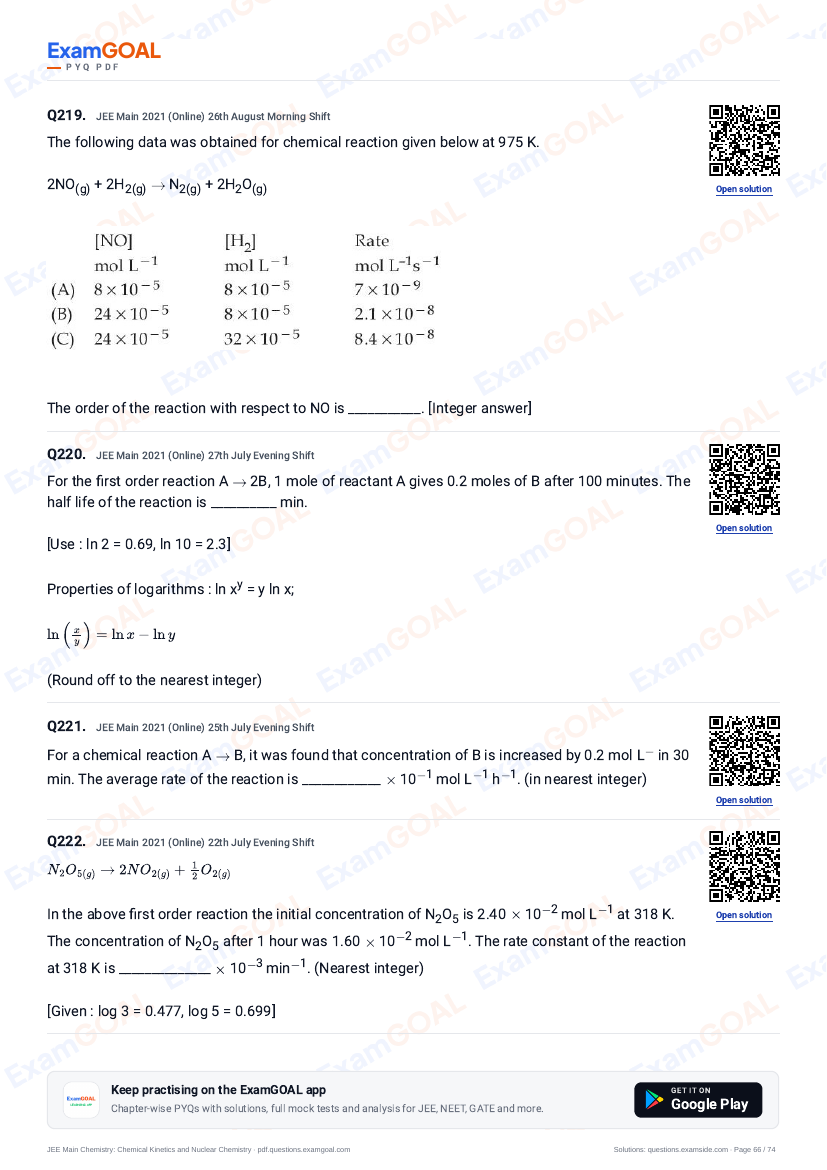 ExamGOAL
PYQ PDF
Q219. JEE Main 2021 (Online) 26th August Morning Shift
The following data was obtained for chemical reaction given below at 975 K.
Open solution
2NO(g) + 2H2(g) → N2(g) + 2H2O(g)
[NO] [H2] Rate
mol L−1 mol L−1 mol L-1s−1
(A) 8×10−5 8×10−5 7×10−9
(B) 24×10−5 8×10−5 2.1×10−8
(C) 24×10−5 32×10−5 8.4×10−8
The order of the reaction with respect to NO is ___________. [Integer answer]
Q220. JEE Main 2021 (Online) 27th July Evening Shift
For the first order reaction A → 2B, 1 mole of reactant A gives 0.2 moles of B after 100 minutes. The
half life of the reaction is __________ min.
Open solution
[Use : ln 2 = 0.69, ln 10 = 2.3]
Properties of logarithms : ln xy = y ln x;
ln (x/y) = ln x − ln y
(Round off to the nearest integer)
Q221. JEE Main 2021 (Online) 25th July Evening Shift
For a chemical reaction A → B, it was found that concentration of B is increased by 0.2 mol L− in 30
min. The average rate of the reaction is ____________ × 10−1 mol L−1 h−1. (in nearest integer)
Open solution
Q222. JEE Main 2021 (Online) 22th July Evening Shift
N2O5(g) → 2NO2(g) + 1/2 O2(g)
In the above first order reaction the initial concentration of N2O5 is 2.40 × 10−2 mol L−1 at 318 K.
Open solution
The concentration of N2O5 after 1 hour was 1.60 × 10−2 mol L−1. The rate constant of the reaction
at 318 K is ______________ × 10−3 min−1. (Nearest integer)
[Given : log 3 = 0.477, log 5 = 0.699]
Keep practising on the ExamGOAL app
Chapter-wise PYQs with solutions, full mock tests and analysis for JEE, NEET, GATE and more.
GET IT ON
Google Play
JEE Main Chemistry: Chemical Kinetics and Nuclear Chemistry · pdf.questions.examgoal.com
Solutions: questions.examside.com · Page 66 / 74